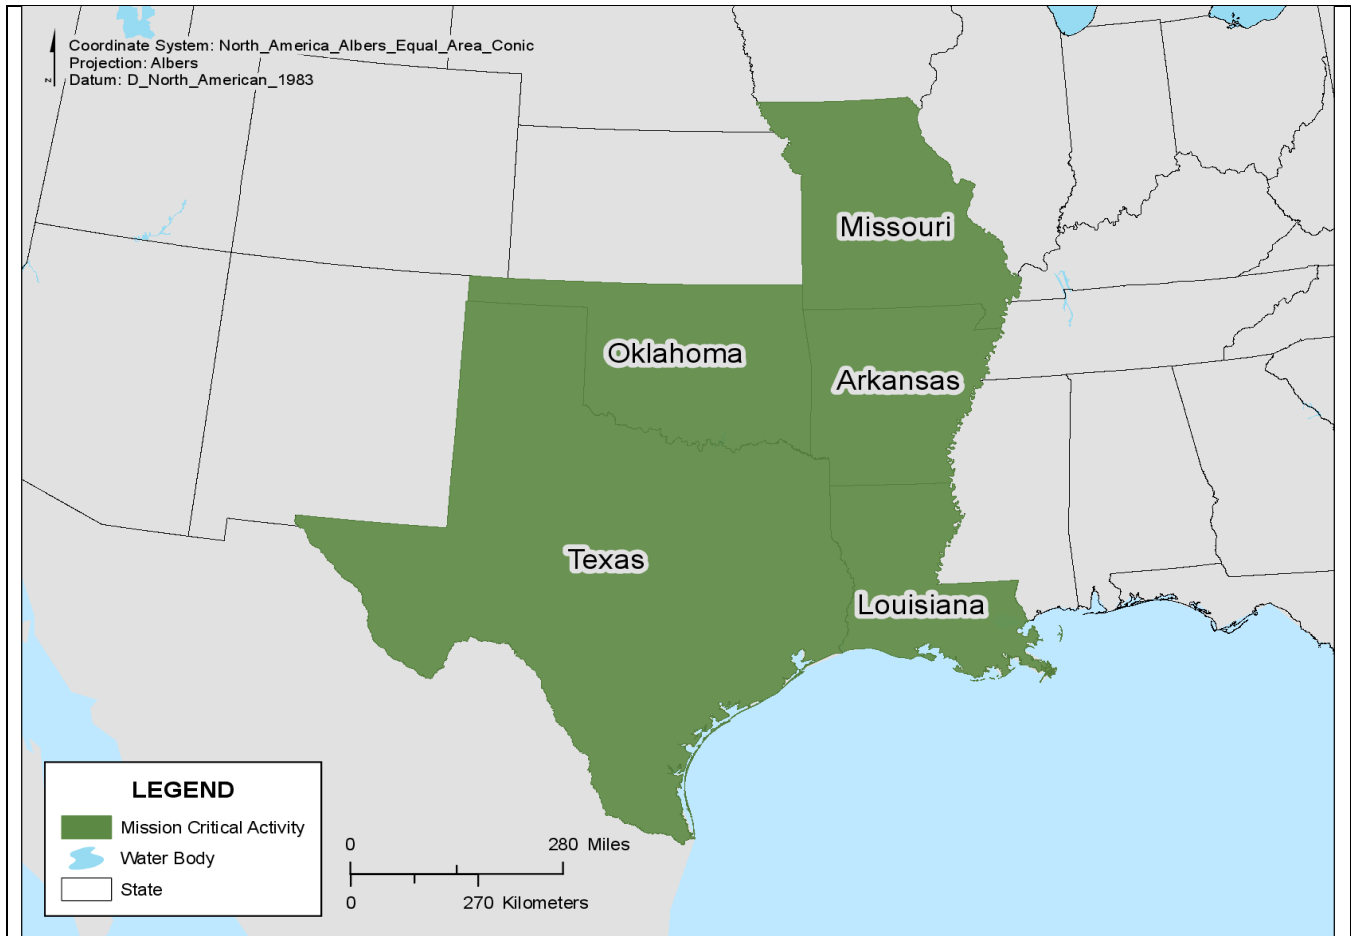 Coordinate System: North_America_Albers_Equal_Area_Conic
Projection: Albers
Datum: D_North_American_1983
N
Missouri
Oklahoma
Arkansas
Texas
Louisiana
LEGEND
Mission Critical Activity
Water Body
State
0 280 Miles
0 270 Kilometers